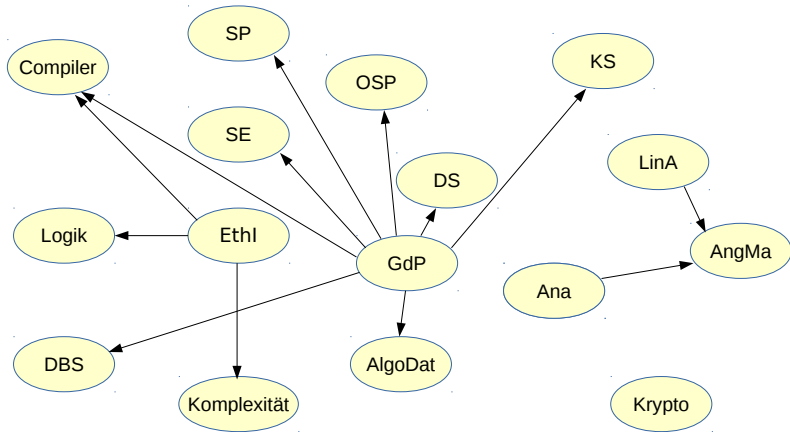 SP
Compiler
KS
OSP
SE
LinA
DS
Logik
EthI
AngMa
GdP
Ana
DBS
AlgoDat
Komplexität
Krypto